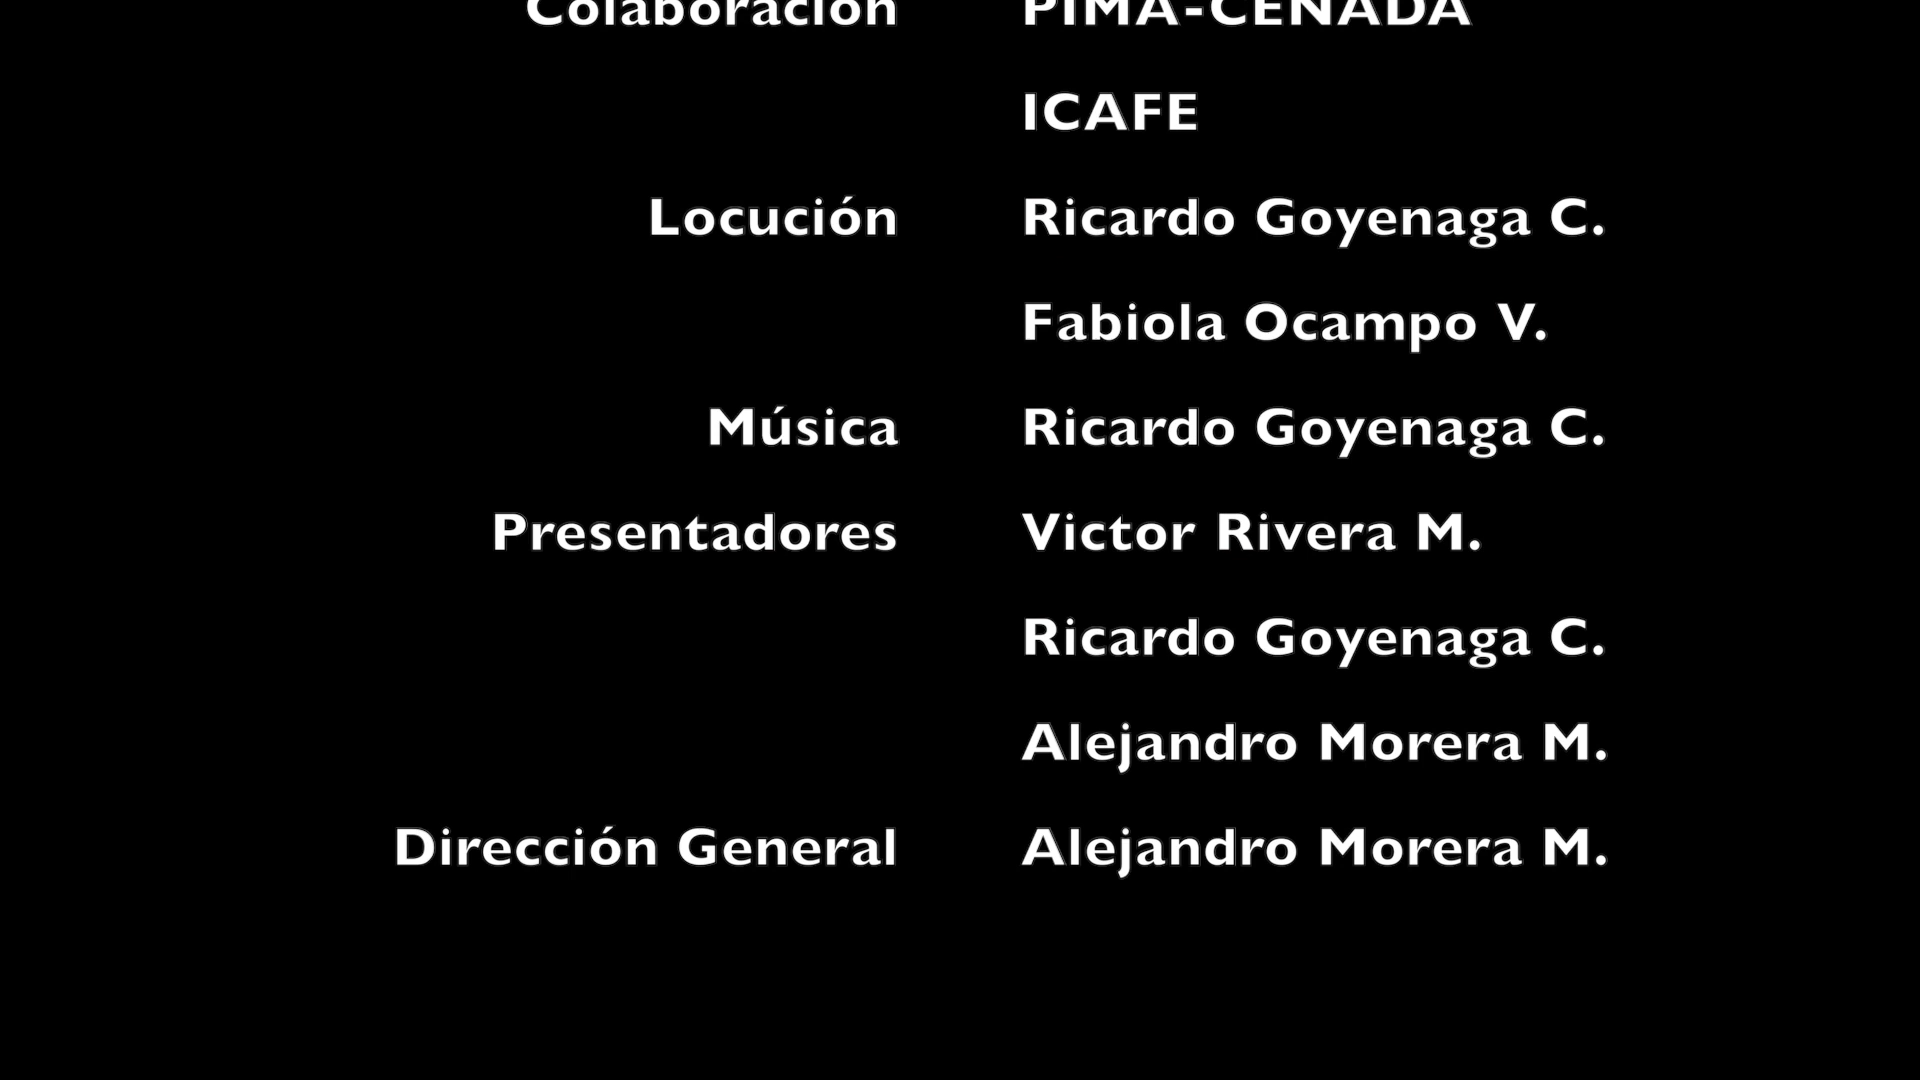 Colaboración PIMA-CENADA
ICAFE
Locución Ricardo Goyenaga C.
Fabiola Ocampo V.
Música Ricardo Goyenaga C.
Presentadores Victor Rivera M.
Ricardo Goyenaga C.
Alejandro Morera M.
Dirección General Alejandro Morera M.